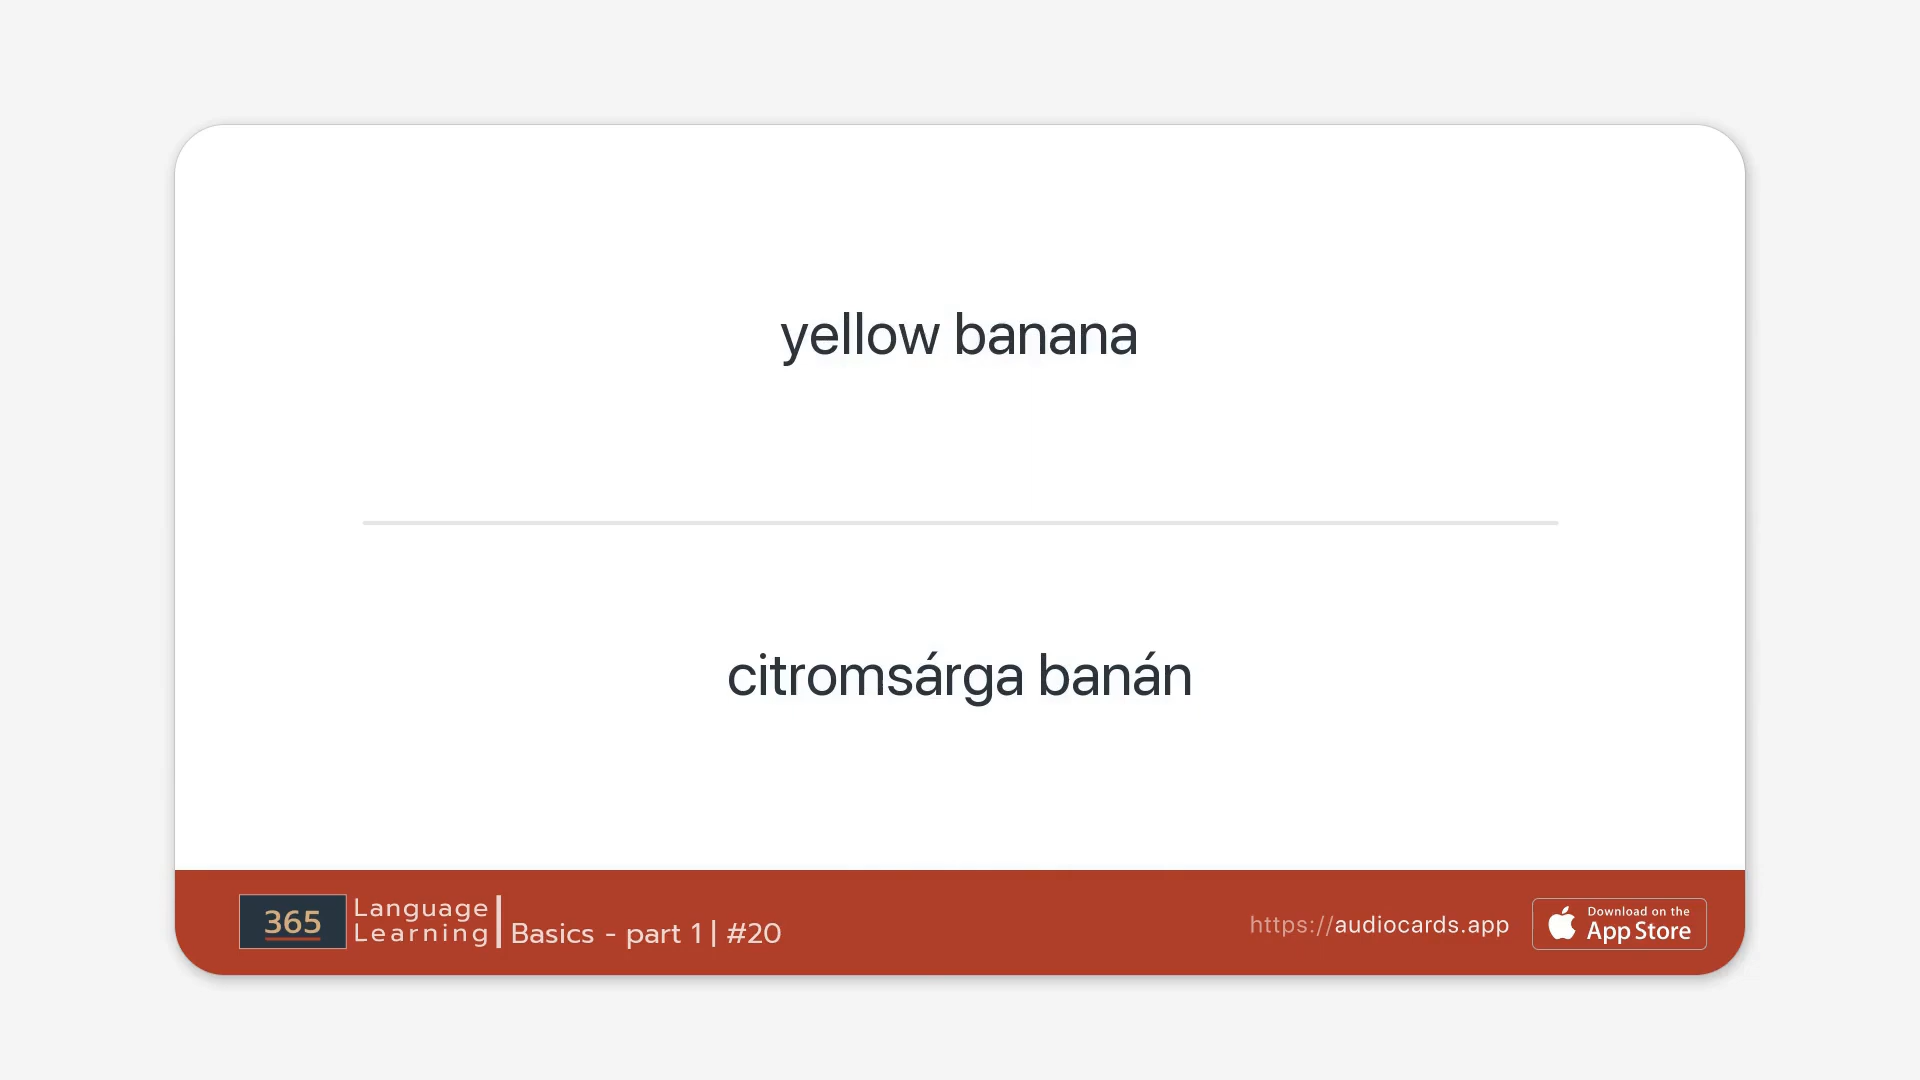 yellow banana
citromsárga banán
365
Language
Learning
Basics - part 1 | #20
https://audiocards.app
Download on the
App Store